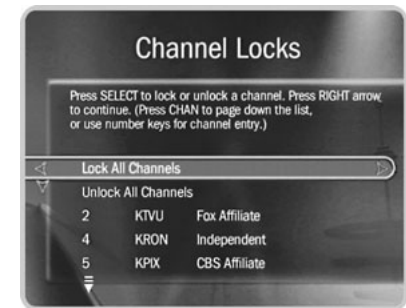 Channel Locks
Press SELECT to lock or unlock a channel. Press RIGHT arrow
to continue. (Press CHAN to page down the list,
or use number keys for channel entry.)
Lock All Channels
Unlock All Channels
2 KTVU Fox Affiliate
4 KRON Independent
5 KPIX CBS Affiliate